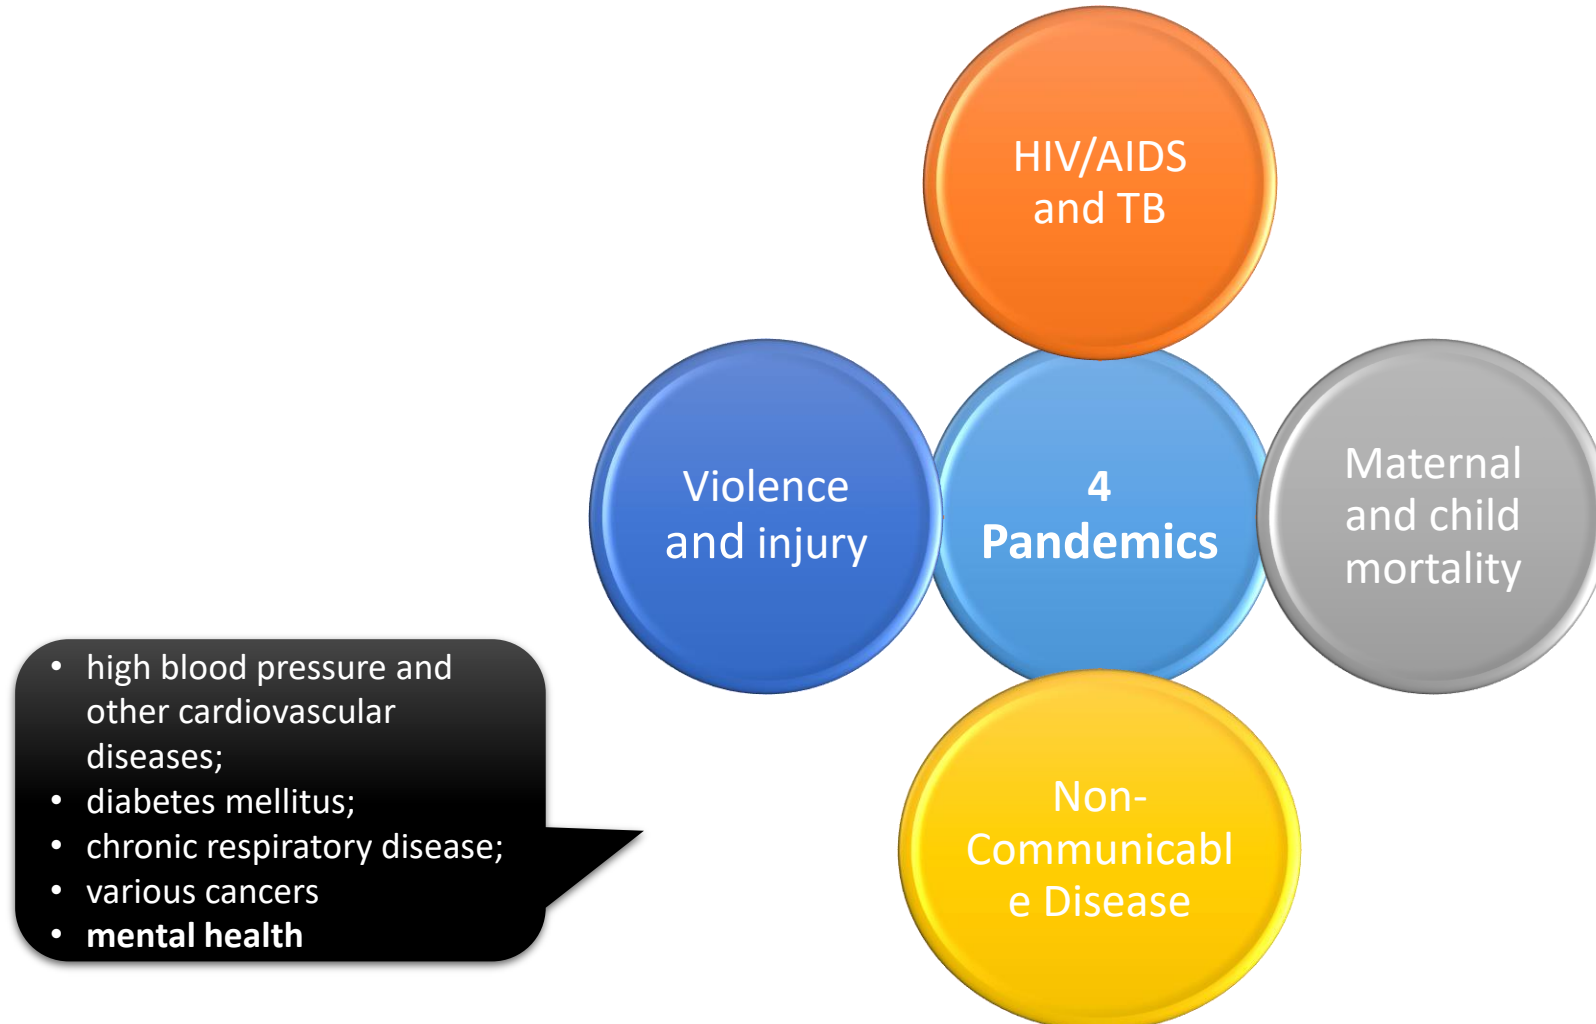 HIV/AIDS
and TB
Violence
and injury
4
Pandemics
Maternal
and child
mortality
• high blood pressure and
other cardiovascular
diseases;
• diabetes mellitus;
• chronic respiratory disease;
• various cancers
• mental health
Non-
Communicabl
e Disease